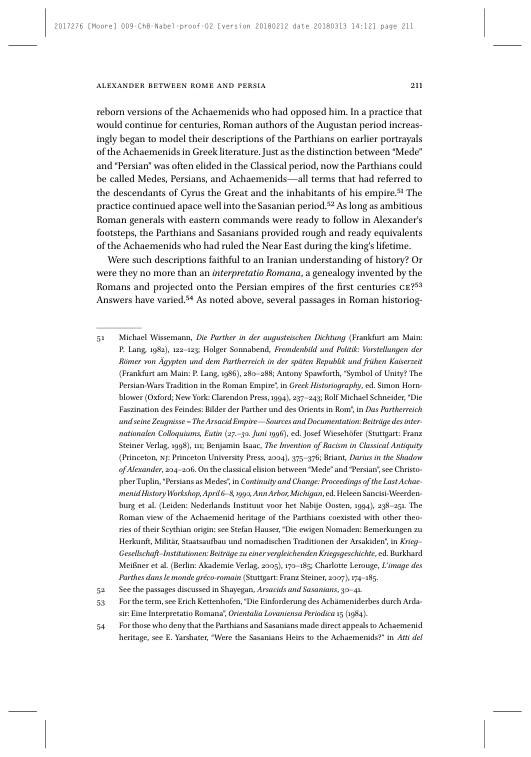 2017276 [Moore] 009-Ch8-Nabel-proof-02 [version 20180212 date 20180313 14:12] page 211
ALEXANDER BETWEEN ROME AND PERSIA 211
reborn versions of the Achaemenids who had opposed him. In a practice that
would continue for centuries, Roman authors of the Augustan period increas-
ingly began to model their descriptions of the Parthians on earlier portrayals
of the Achaemenids in Greek literature. Just as the distinction between “Mede”
and “Persian” was often elided in the Classical period, now the Parthians could
be called Medes, Persians, and Achaemenids—all terms that had referred to
the descendants of Cyrus the Great and the inhabitants of his empire.51 The
practice continued apace well into the Sasanian period.52 As long as ambitious
Roman generals with eastern commands were ready to follow in Alexander’s
footsteps, the Parthians and Sasanians provided rough and ready equivalents
of the Achaemenids who had ruled the Near East during the king’s lifetime.
Were such descriptions faithful to an Iranian understanding of history? Or
were they no more than an interpretatio Romana, a genealogy invented by the
Romans and projected onto the Persian empires of the first centuries CE?53
Answers have varied.54 As noted above, several passages in Roman historiog-
51 Michael Wissemann, Die Parther in der augusteischen Dichtung (Frankfurt am Main:
P. Lang, 1982), 122–123; Holger Sonnabend, Fremdenbild und Politik: Vorstellungen der
Römer von Ägypten und dem Partherreich in der späten Republik und frühen Kaiserzeit
(Frankfurt am Main: P. Lang, 1986), 280–288; Antony Spawforth, “Symbol of Unity? The
Persian-Wars Tradition in the Roman Empire”, in Greek Historiography, ed. Simon Horn-
blower (Oxford; New York: Clarendon Press, 1994), 237–243; Rolf Michael Schneider, “Die
Faszination des Feindes: Bilder der Parther und des Orients in Rom”, in Das Partherreich
und seine Zeugnisse = The Arsacid Empire—Sources and Documentation: Beiträge des inter-
nationalen Colloquiums, Eutin (27.–30. Juni 1996), ed. Josef Wiesehöfer (Stuttgart: Franz
Steiner Verlag, 1998), 111; Benjamin Isaac, The Invention of Racism in Classical Antiquity
(Princeton, NJ: Princeton University Press, 2004), 375–376; Briant, Darius in the Shadow
of Alexander, 204–206. On the classical elision between “Mede” and “Persian”, see Christo-
pher Tuplin, “Persians as Medes”, in Continuity and Change: Proceedings of the Last Achae-
menid History Workshop, April 6–8, 1990, Ann Arbor, Michigan, ed. Heleen Sancisi-Weerden-
burg et al. (Leiden: Nederlands Instituut voor het Nabije Oosten, 1994), 238–251. The
Roman view of the Achaemenid heritage of the Parthians coexisted with other theo-
ries of their Scythian origin: see Stefan Hauser, “Die ewigen Nomaden: Bemerkungen zu
Herkunft, Militär, Staatsaufbau und nomadischen Traditionen der Arsakiden”, in Krieg–
Gesellschaft–Institutionen: Beiträge zu einer vergleichenden Kriegsgeschichte, ed. Burkhard
Meißner et al. (Berlin: Akademie Verlag, 2005), 170–185; Charlotte Lerouge, L’image des
Parthes dans le monde gréco-romain (Stuttgart: Franz Steiner, 2007), 174–185.
52 See the passages discussed in Shayegan, Arsacids and Sasanians, 30–41.
53 For the term, see Erich Kettenhofen, “Die Einforderung des Achämeniderbes durch Arda-
sir: Eine Interpretatio Romana”, Orientalia Lovaniensa Periodica 15 (1984).
54 For those who deny that the Parthians and Sasanians made direct appeals to Achaemenid
heritage, see E. Yarshater, “Were the Sasanians Heirs to the Achaemenids?” in Atti del